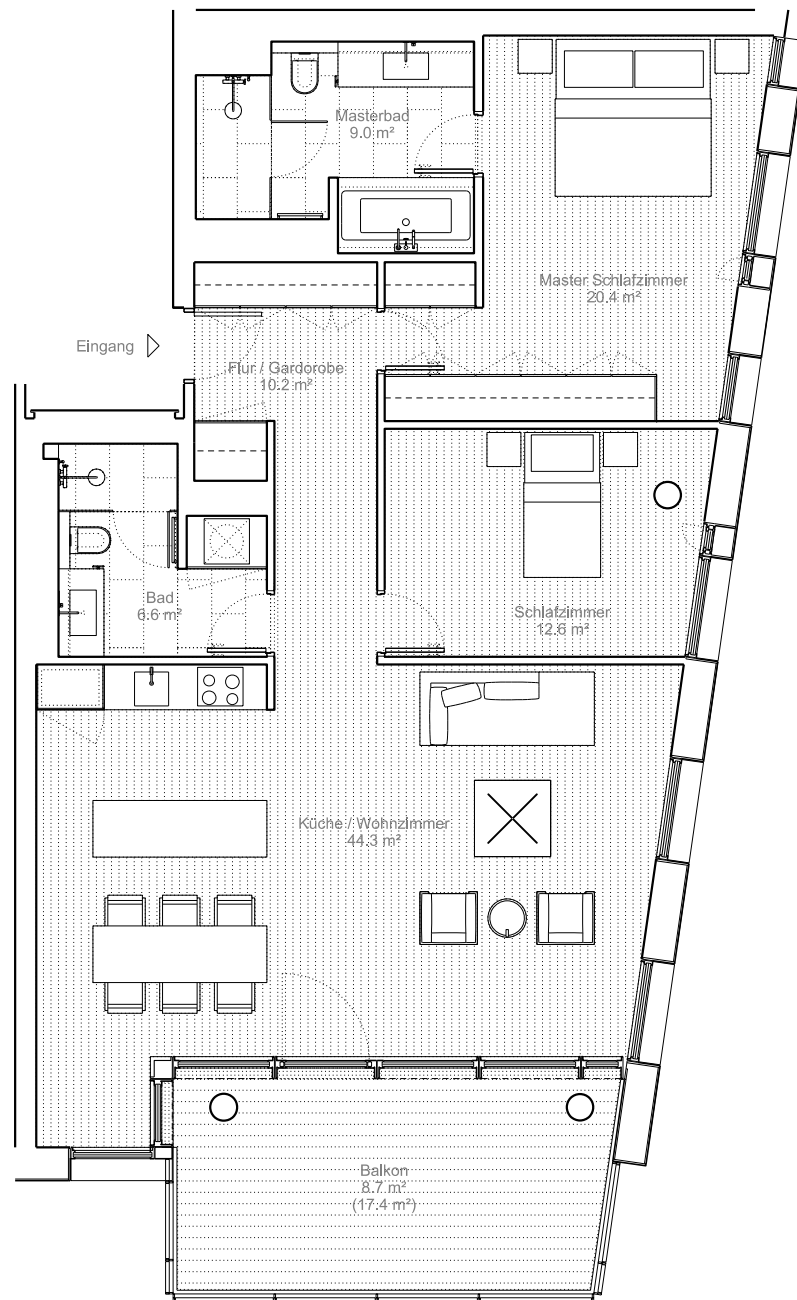 Masterbad
9.0 m²
Master Schlafzimmer
20.4 m²
Eingang
Flur / Gardorobe
10.2 m²
Bad
6.6 m²
Schlafzimmer
12.6 m²
Küche / Wohnzimmer
44.3 m²
Balkon
8.7 m²
(17.4 m²)